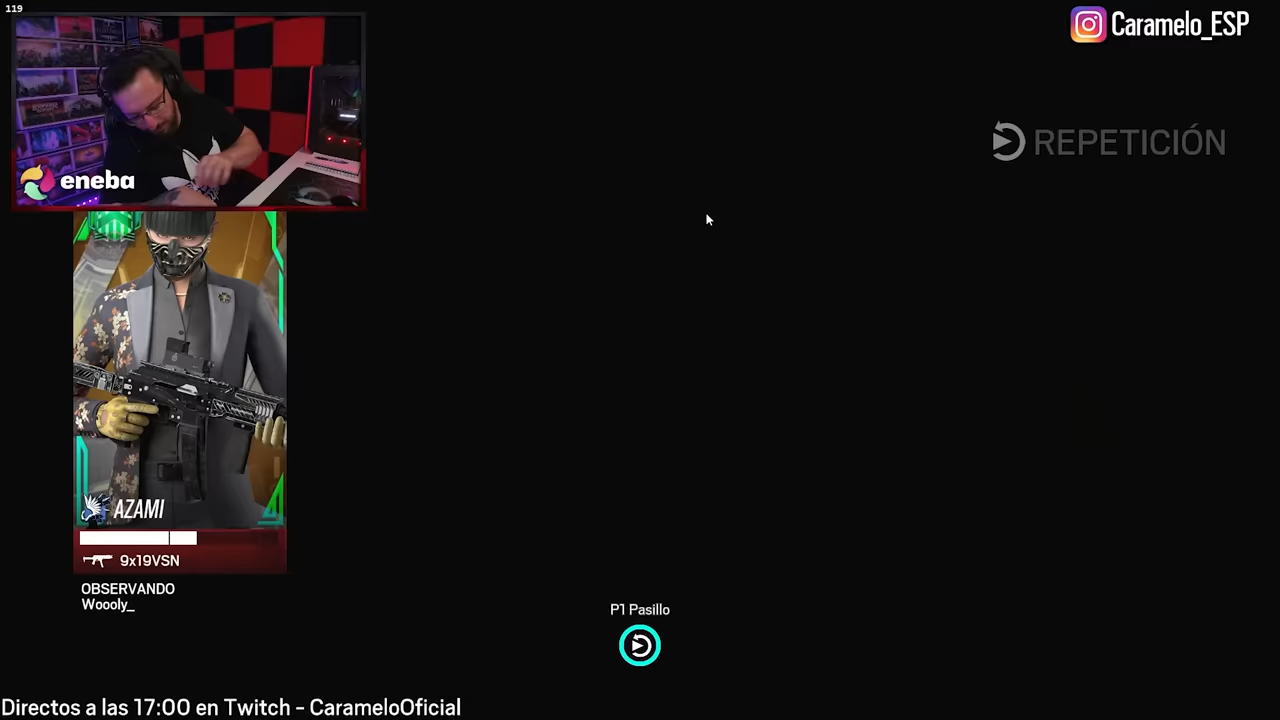 119
Caramelo_ESP
REPETICIÓN
eneba
AZAMI
9x19VSN
OBSERVANDO
Woooly_
P1 Pasillo
Directos a las 17:00 en Twitch - CarameloOficial